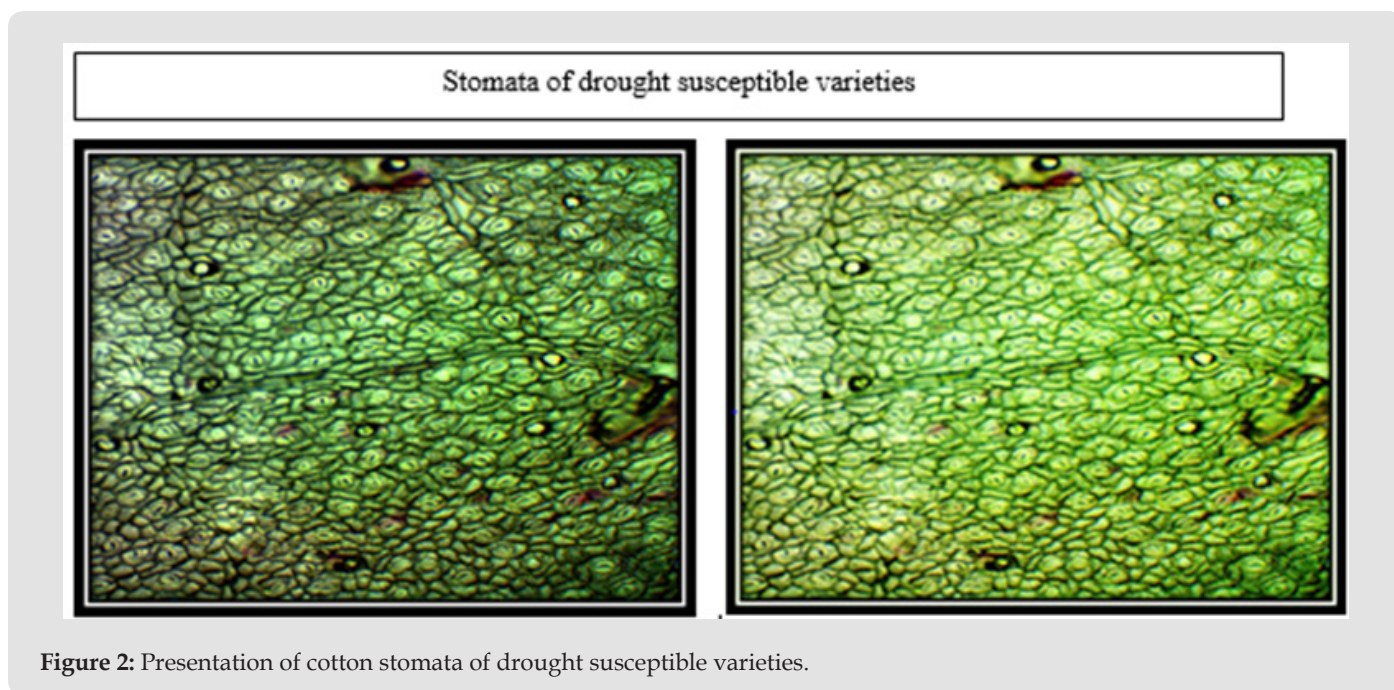 Stomata of drought susceptible varieties
Figure 2: Presentation of cotton stomata of drought susceptible varieties.